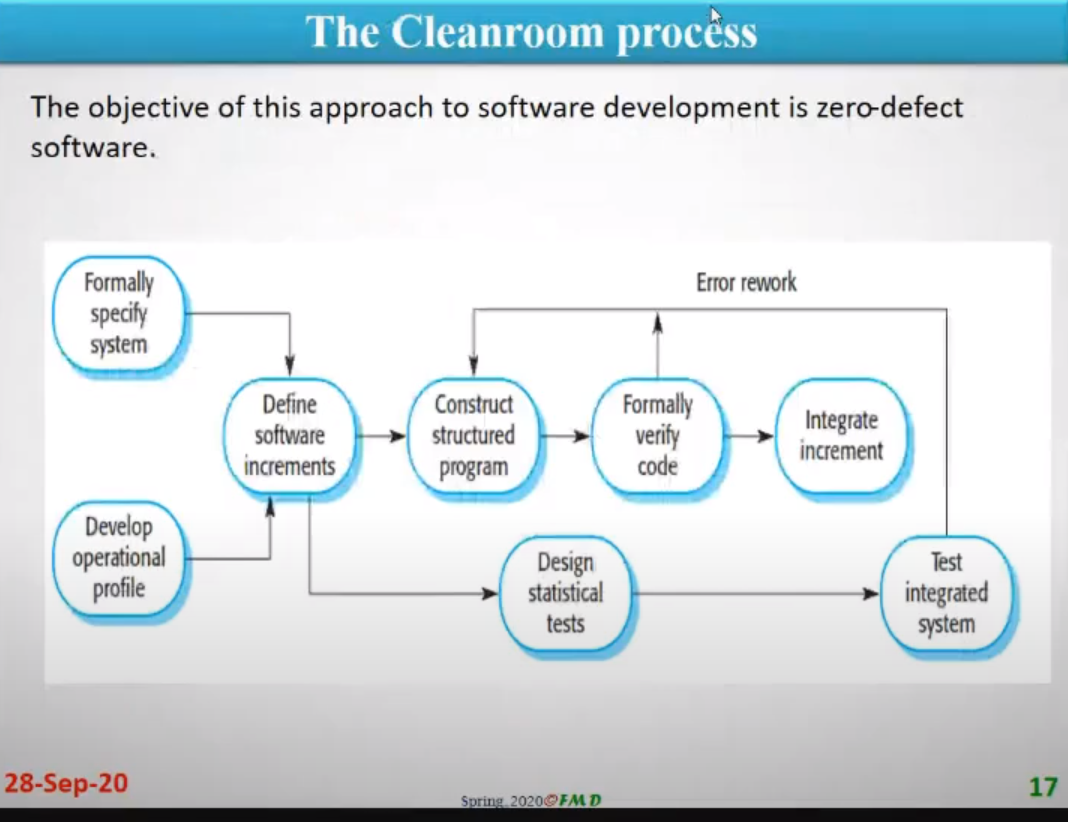 The Cleanroom process
The objective of this approach to software development is zero-defect
software.
Error rework
Formally
specify
system
Define
software
increments
Construct
structured
program
Formally
verify
code
Integrate
increment
Develop
operational
profile
Design
statistical
tests
Test
integrated
system
28-Sep-20
Spring, 2020©FMD
17